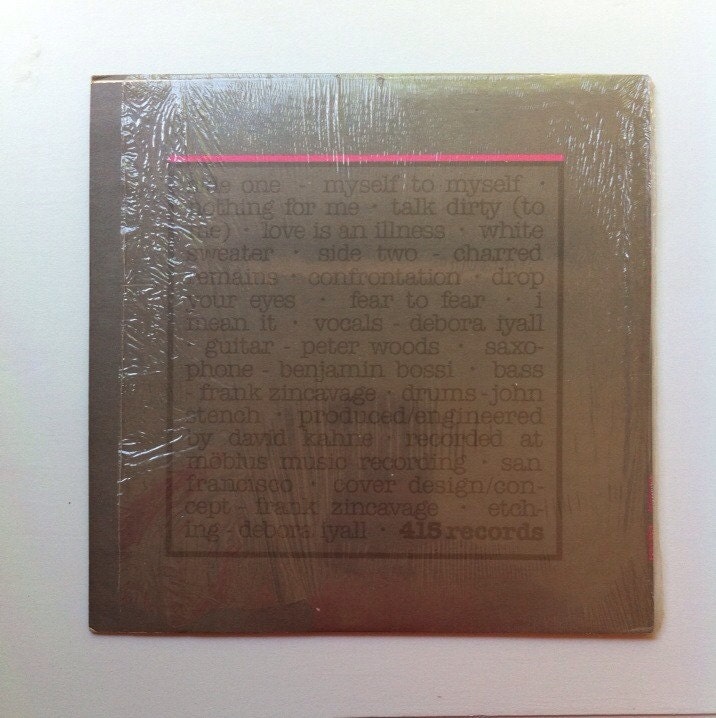 side one · myself to myself ·
nothing for me · talk dirty (to
me) · love is an illness · white
sweater · side two - charred
remains · confrontation · drop
your eyes · fear to fear · i
mean it · vocals - debora iyall
· guitar - peter woods · saxo-
phone - benjamin bossi · bass
- frank zincavage · drums - john
stench · produced/engineered
by david kahne · recorded at
möbius music recording · san
francisco · cover design/con-
cept - frank zincavage · etch-
ing - debora iyall · 415 records